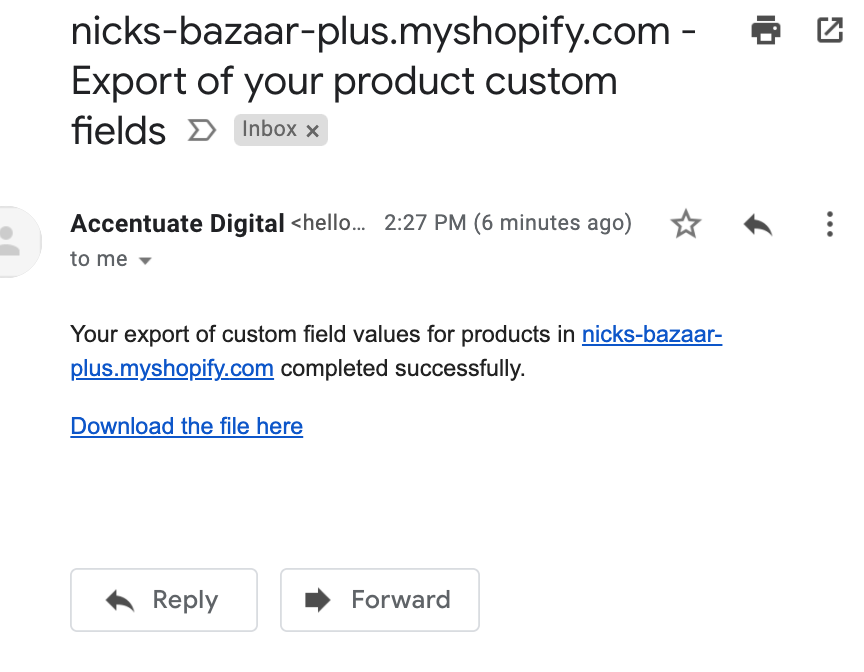 nicks-bazaar-plus.myshopify.com -
Export of your product custom
fields Inbox x
Accentuate Digital <hello... 2:27 PM (6 minutes ago)
to me
Your export of custom field values for products in nicks-bazaar-
plus.myshopify.com completed successfully.
Download the file here
Reply Forward